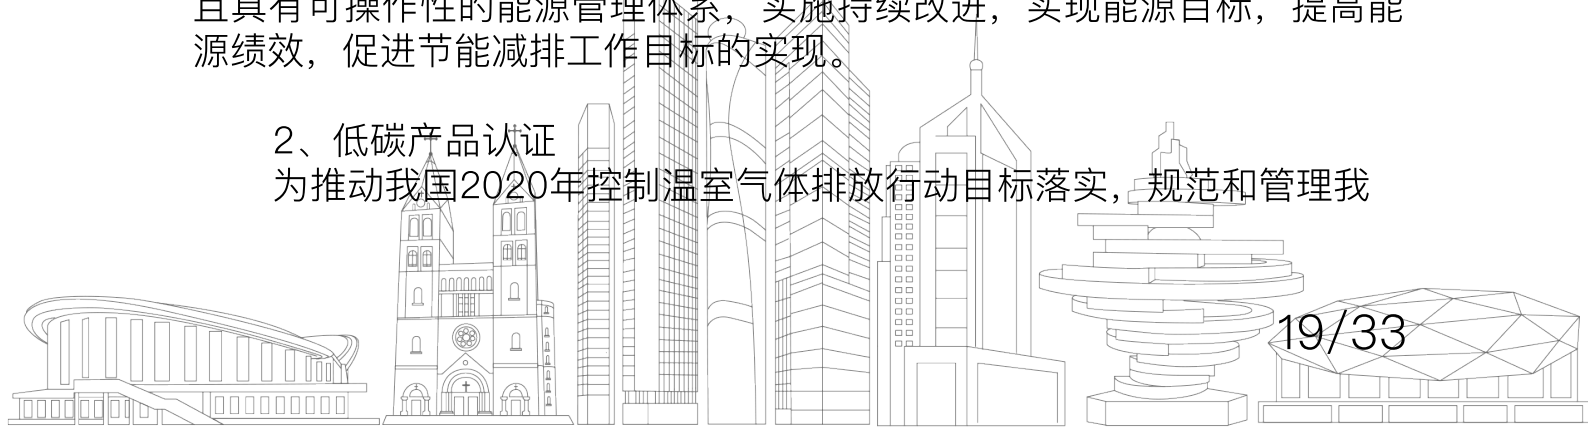 且具有可操作性的能源管理体系，实施持续改进，实现能源目标，提高能
源绩效，促进节能减排工作目标的实现。
2、低碳产品认证
为推动我国2020年控制温室气体排放行动目标落实，规范和管理我
19/33